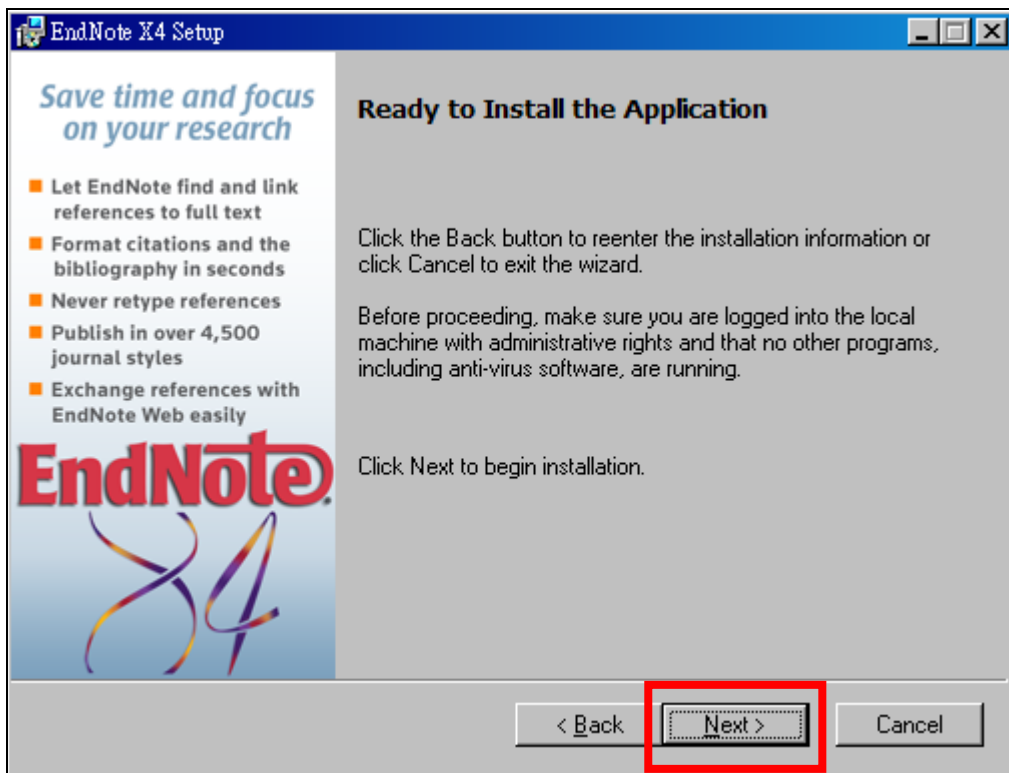 EndNote X4 Setup
Save time and focus
on your research
Let EndNote find and link
references to full text
Format citations and the
bibliography in seconds
Never retype references
Publish in over 4,500
journal styles
Exchange references with
EndNote Web easily
EndNote.
X4
Ready to Install the Application
Click the Back button to reenter the installation information or
click Cancel to exit the wizard.
Before proceeding, make sure you are logged into the local
machine with administrative rights and that no other programs,
including anti-virus software, are running.
Click Next to begin installation.
< Back
Next >
Cancel